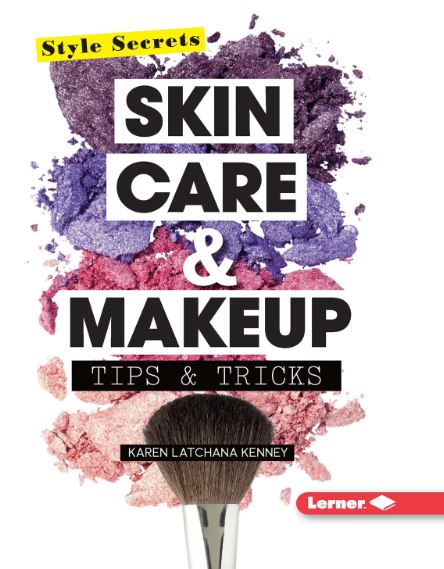 Style Secrets
SKIN
CARE
&
MAKEUP
TIPS & TRICKS
KAREN LATCHANA KENNEY
Lerner